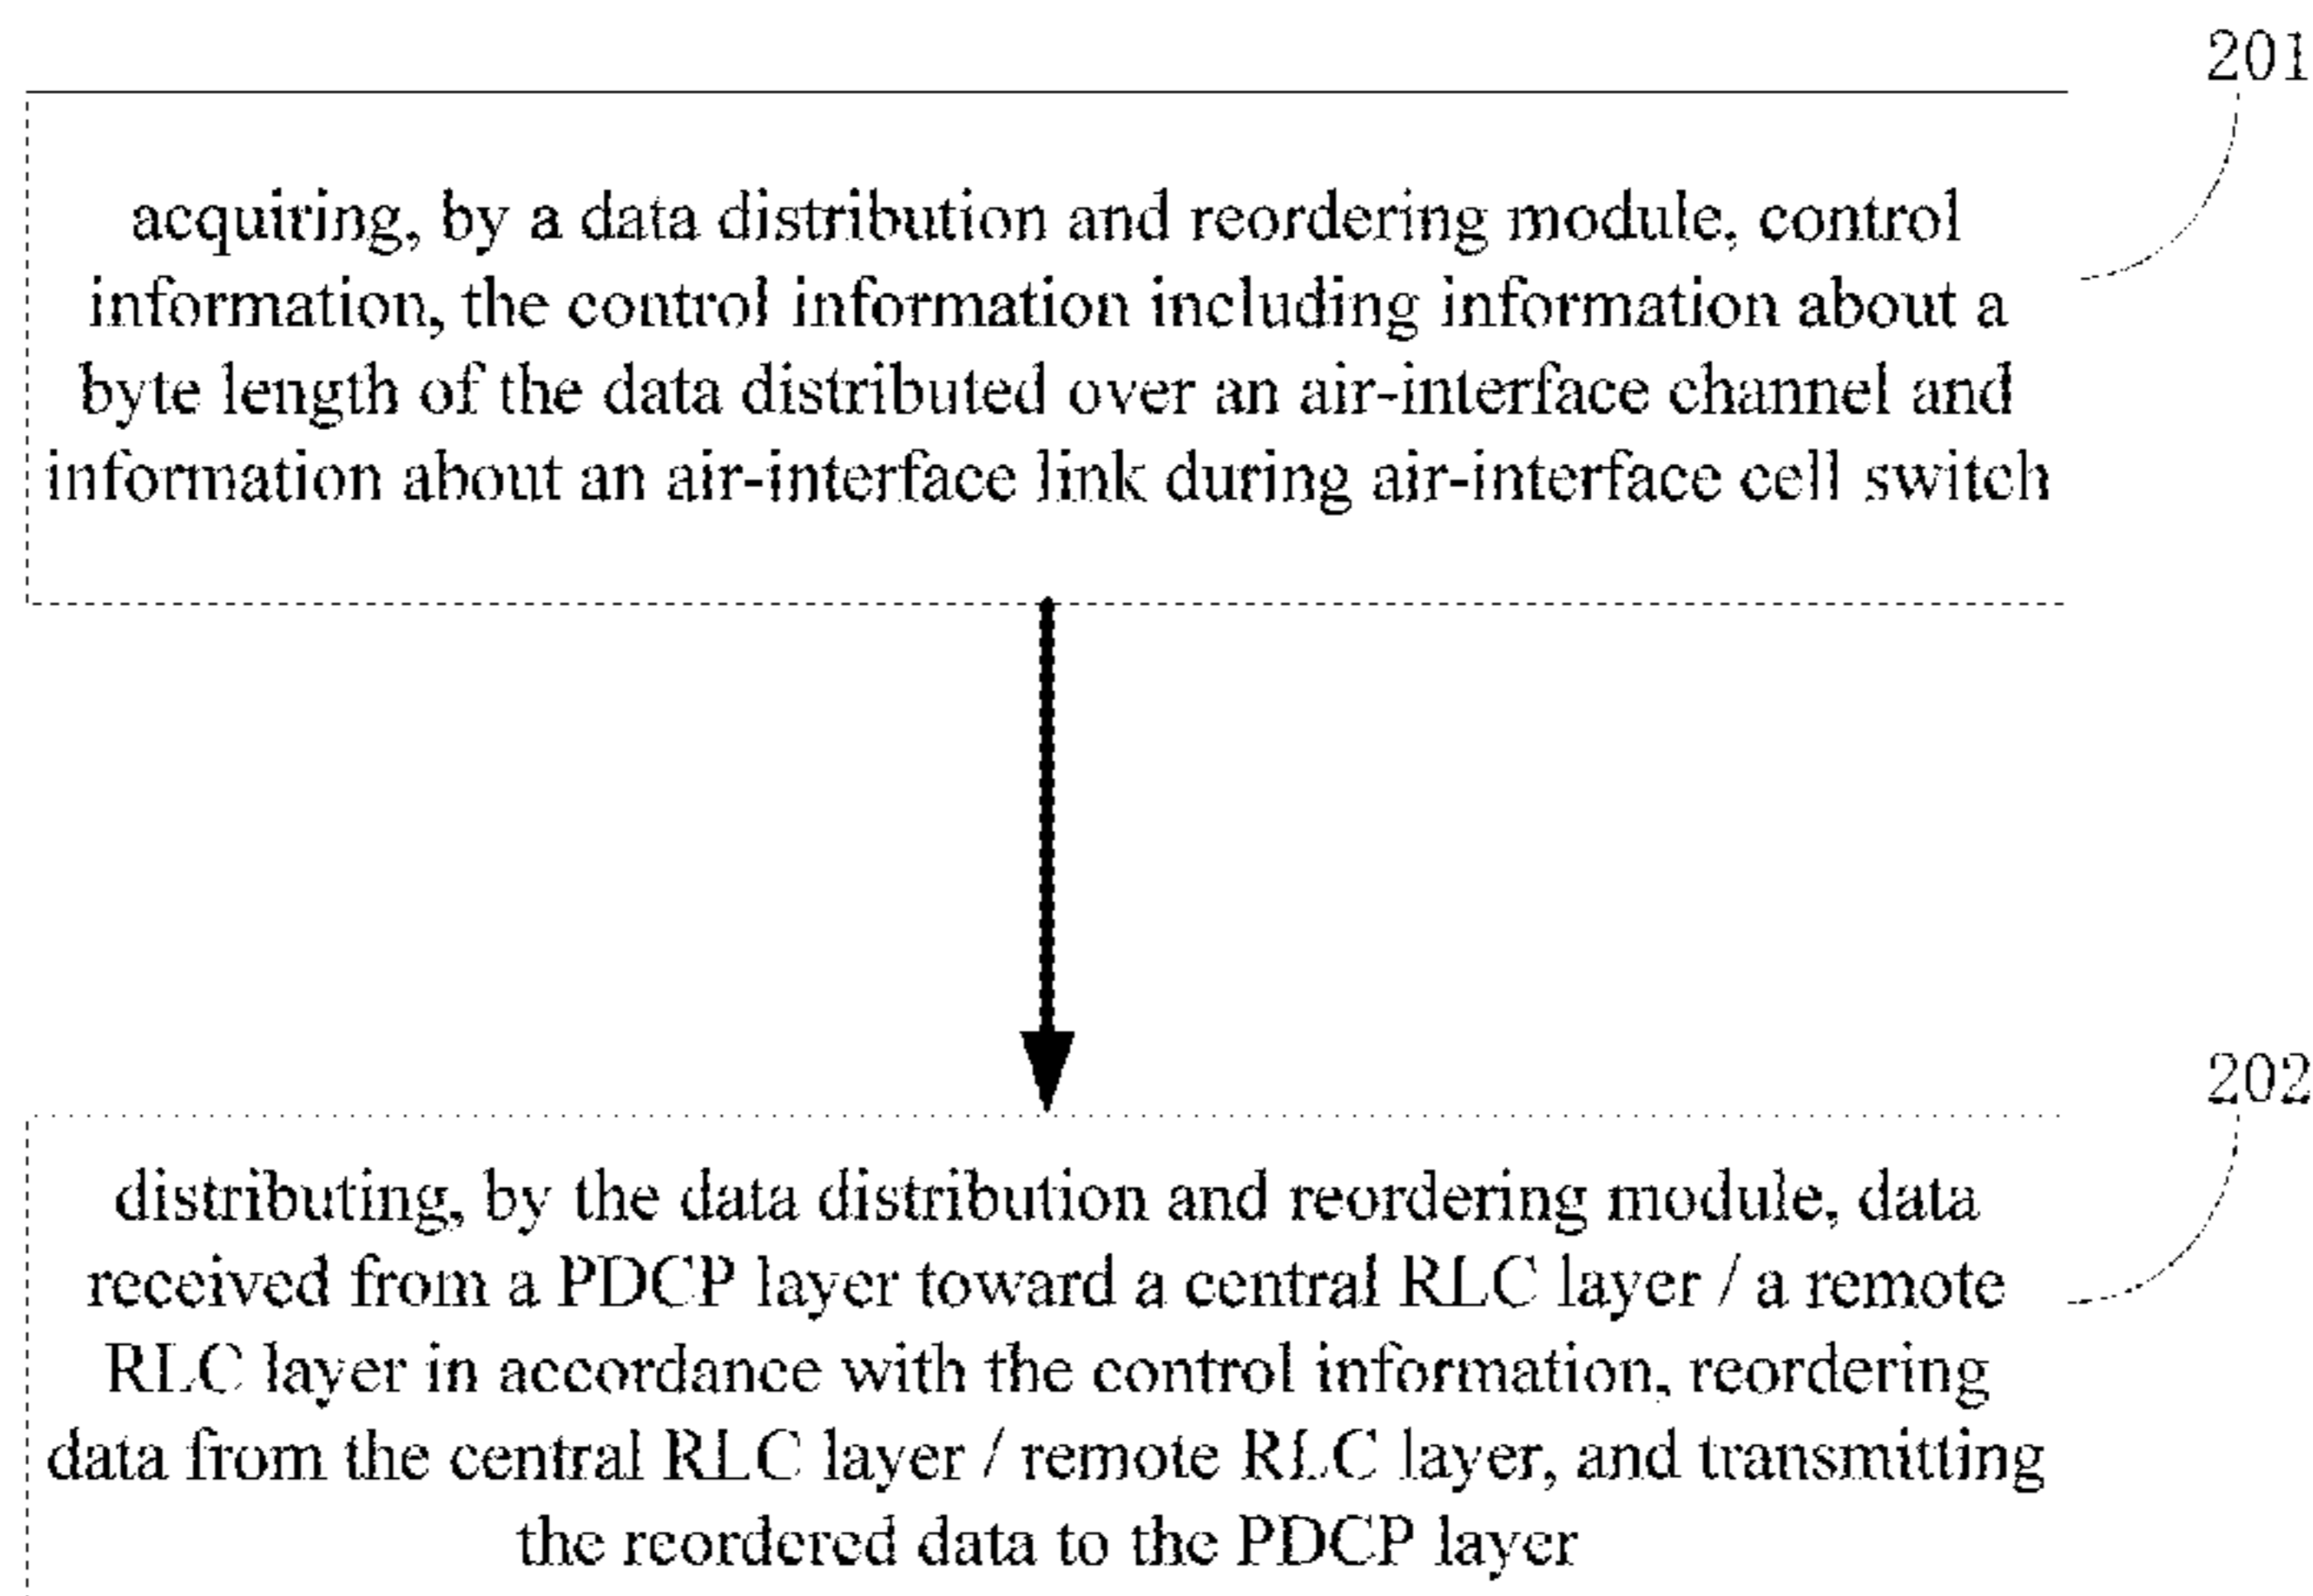 201
acquiring, by a data distribution and reordering module, control
information, the control information including information about a
byte length of the data distributed over an air-interface channel and
information about an air-interface link during air-interface cell switch
202
distributing, by the data distribution and reordering module, data
received from a PDCP layer toward a central RLC layer / a remote
RLC layer in accordance with the control information, reordering
data from the central RLC layer / remote RLC layer, and transmitting
the reordered data to the PDCP layer